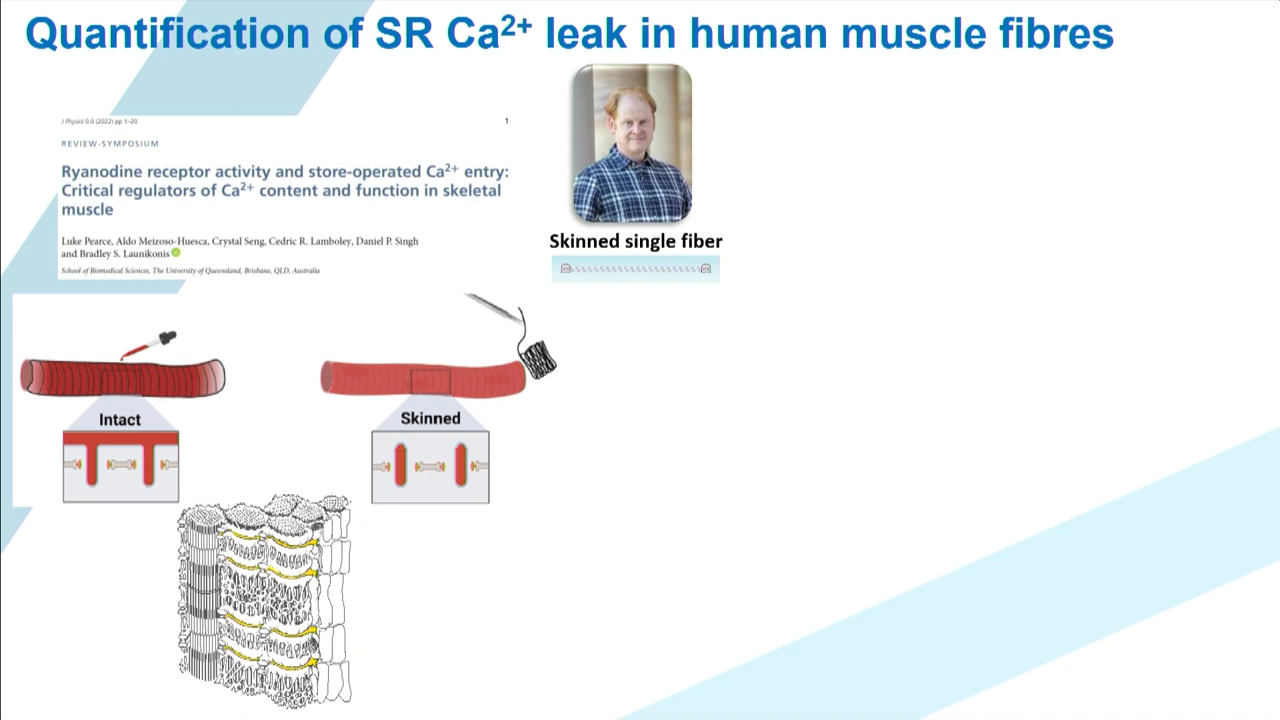 Quantification of SR Ca²⁺ leak in human muscle fibres
J Physiol 0.0 (2022) pp 1–20
1
REVIEW-SYMPOSIUM
Ryanodine receptor activity and store-operated Ca²⁺ entry:
Critical regulators of Ca²⁺ content and function in skeletal
muscle
Luke Pearce, Aldo Meizoso-Huesca, Crystal Seng, Cedric R. Lamboley, Daniel P. Singh
and Bradley S. Launikonis
School of Biomedical Sciences, The University of Queensland, Brisbane, QLD, Australia
Skinned single fiber
Intact
Skinned